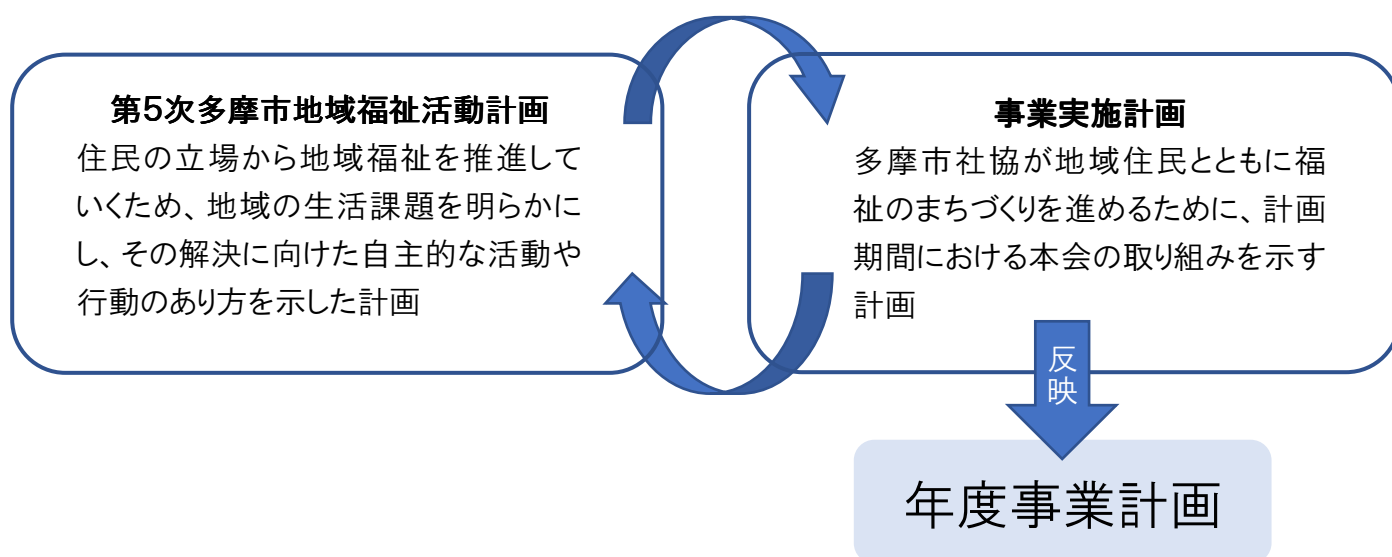 第5次多摩市地域福祉活動計画
住民の立場から地域福祉を推進して
いくため、地域の生活課題を明らかに
し、その解決に向けた自主的な活動や
行動のあり方を示した計画
事業実施計画
多摩市社協が地域住民とともに福
祉のまちづくりを進めるために、計画
期間における本会の取り組みを示す
計画
反映
年度事業計画